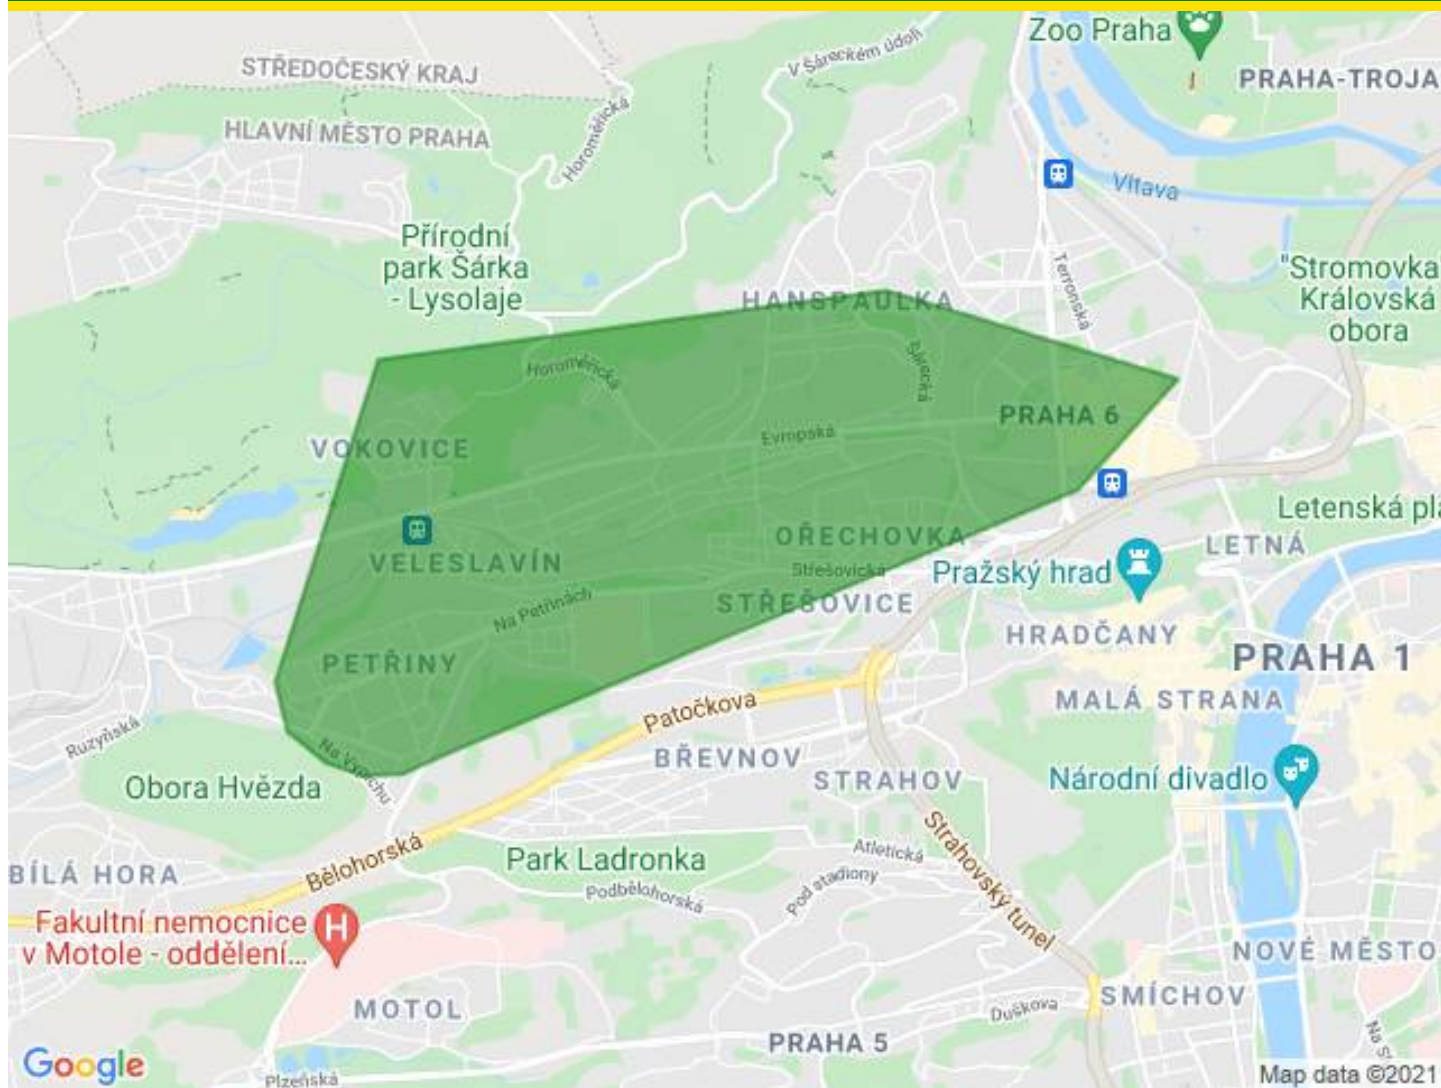 Zoo Praha
V Šáreckém údolí
STŘEDOČESKÝ KRAJ
PRAHA-TROJA
HLAVNÍ MĚSTO PRAHA
Horoměřická
Vltava
Přírodní
park Šárka
- Lysolaje
Terronská
"Stromovka"
Královská
obora
HANSPAULKA
Horoměřická
Šárecká
PRAHA 6
Evropská
VOKOVICE
Letenská plá
OŘECHOVKA
LETNÁ
VELESLAVÍN
Střešovická
Pražský hrad
Na Petřinách
STŘEŠOVICE
HRADČANY
PETŘINY
PRAHA 1
MALÁ STRANA
Patočkova
Ruzyňská
Na Vypichu
BŘEVNOV
STRAHOV
Národní divadlo
Obora Hvězda
Strahovský tunel
Atletická
Park Ladronka
Bělohorská
BÍLÁ HORA
Podbělohorská
Pod stadiony
Fakultní nemocnice
v Motole - oddělení...
H
NOVÉ MĚSTO
SMÍCHOV
MOTOL
Duškova
PRAHA 5
Na S
Google
Plzeňská
Map data ©2021